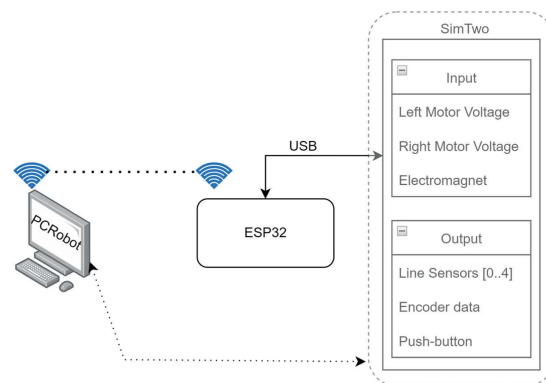 SimTwo
Input
Left Motor Voltage
Right Motor Voltage
Electromagnet
USB
PCRobot
ESP32
Output
Line Sensors [0..4]
Encoder data
Push-button